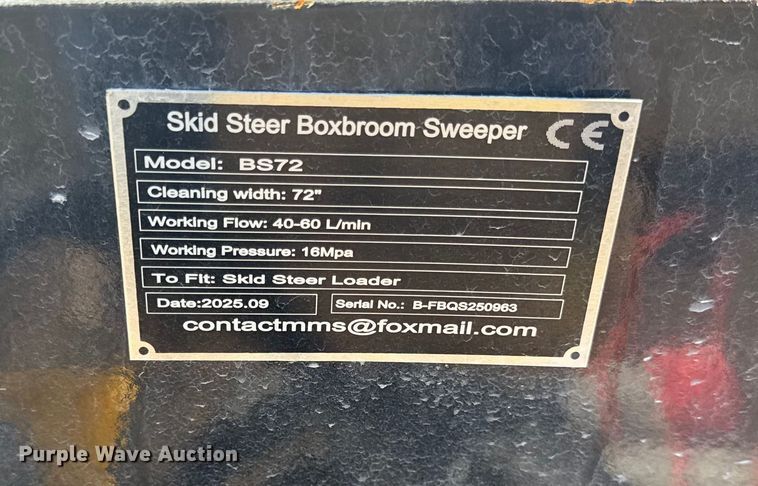 Skid Steer Boxbroom Sweeper CE
Model: BS72
Cleaning width: 72"
Working Flow: 40-60 L/min
Working Pressure: 16Mpa
To Fit: Skid Steer Loader
Date:2025.09 Serial No.: B-FBQS250963
contactmms@foxmail.com
Purple Wave Auction